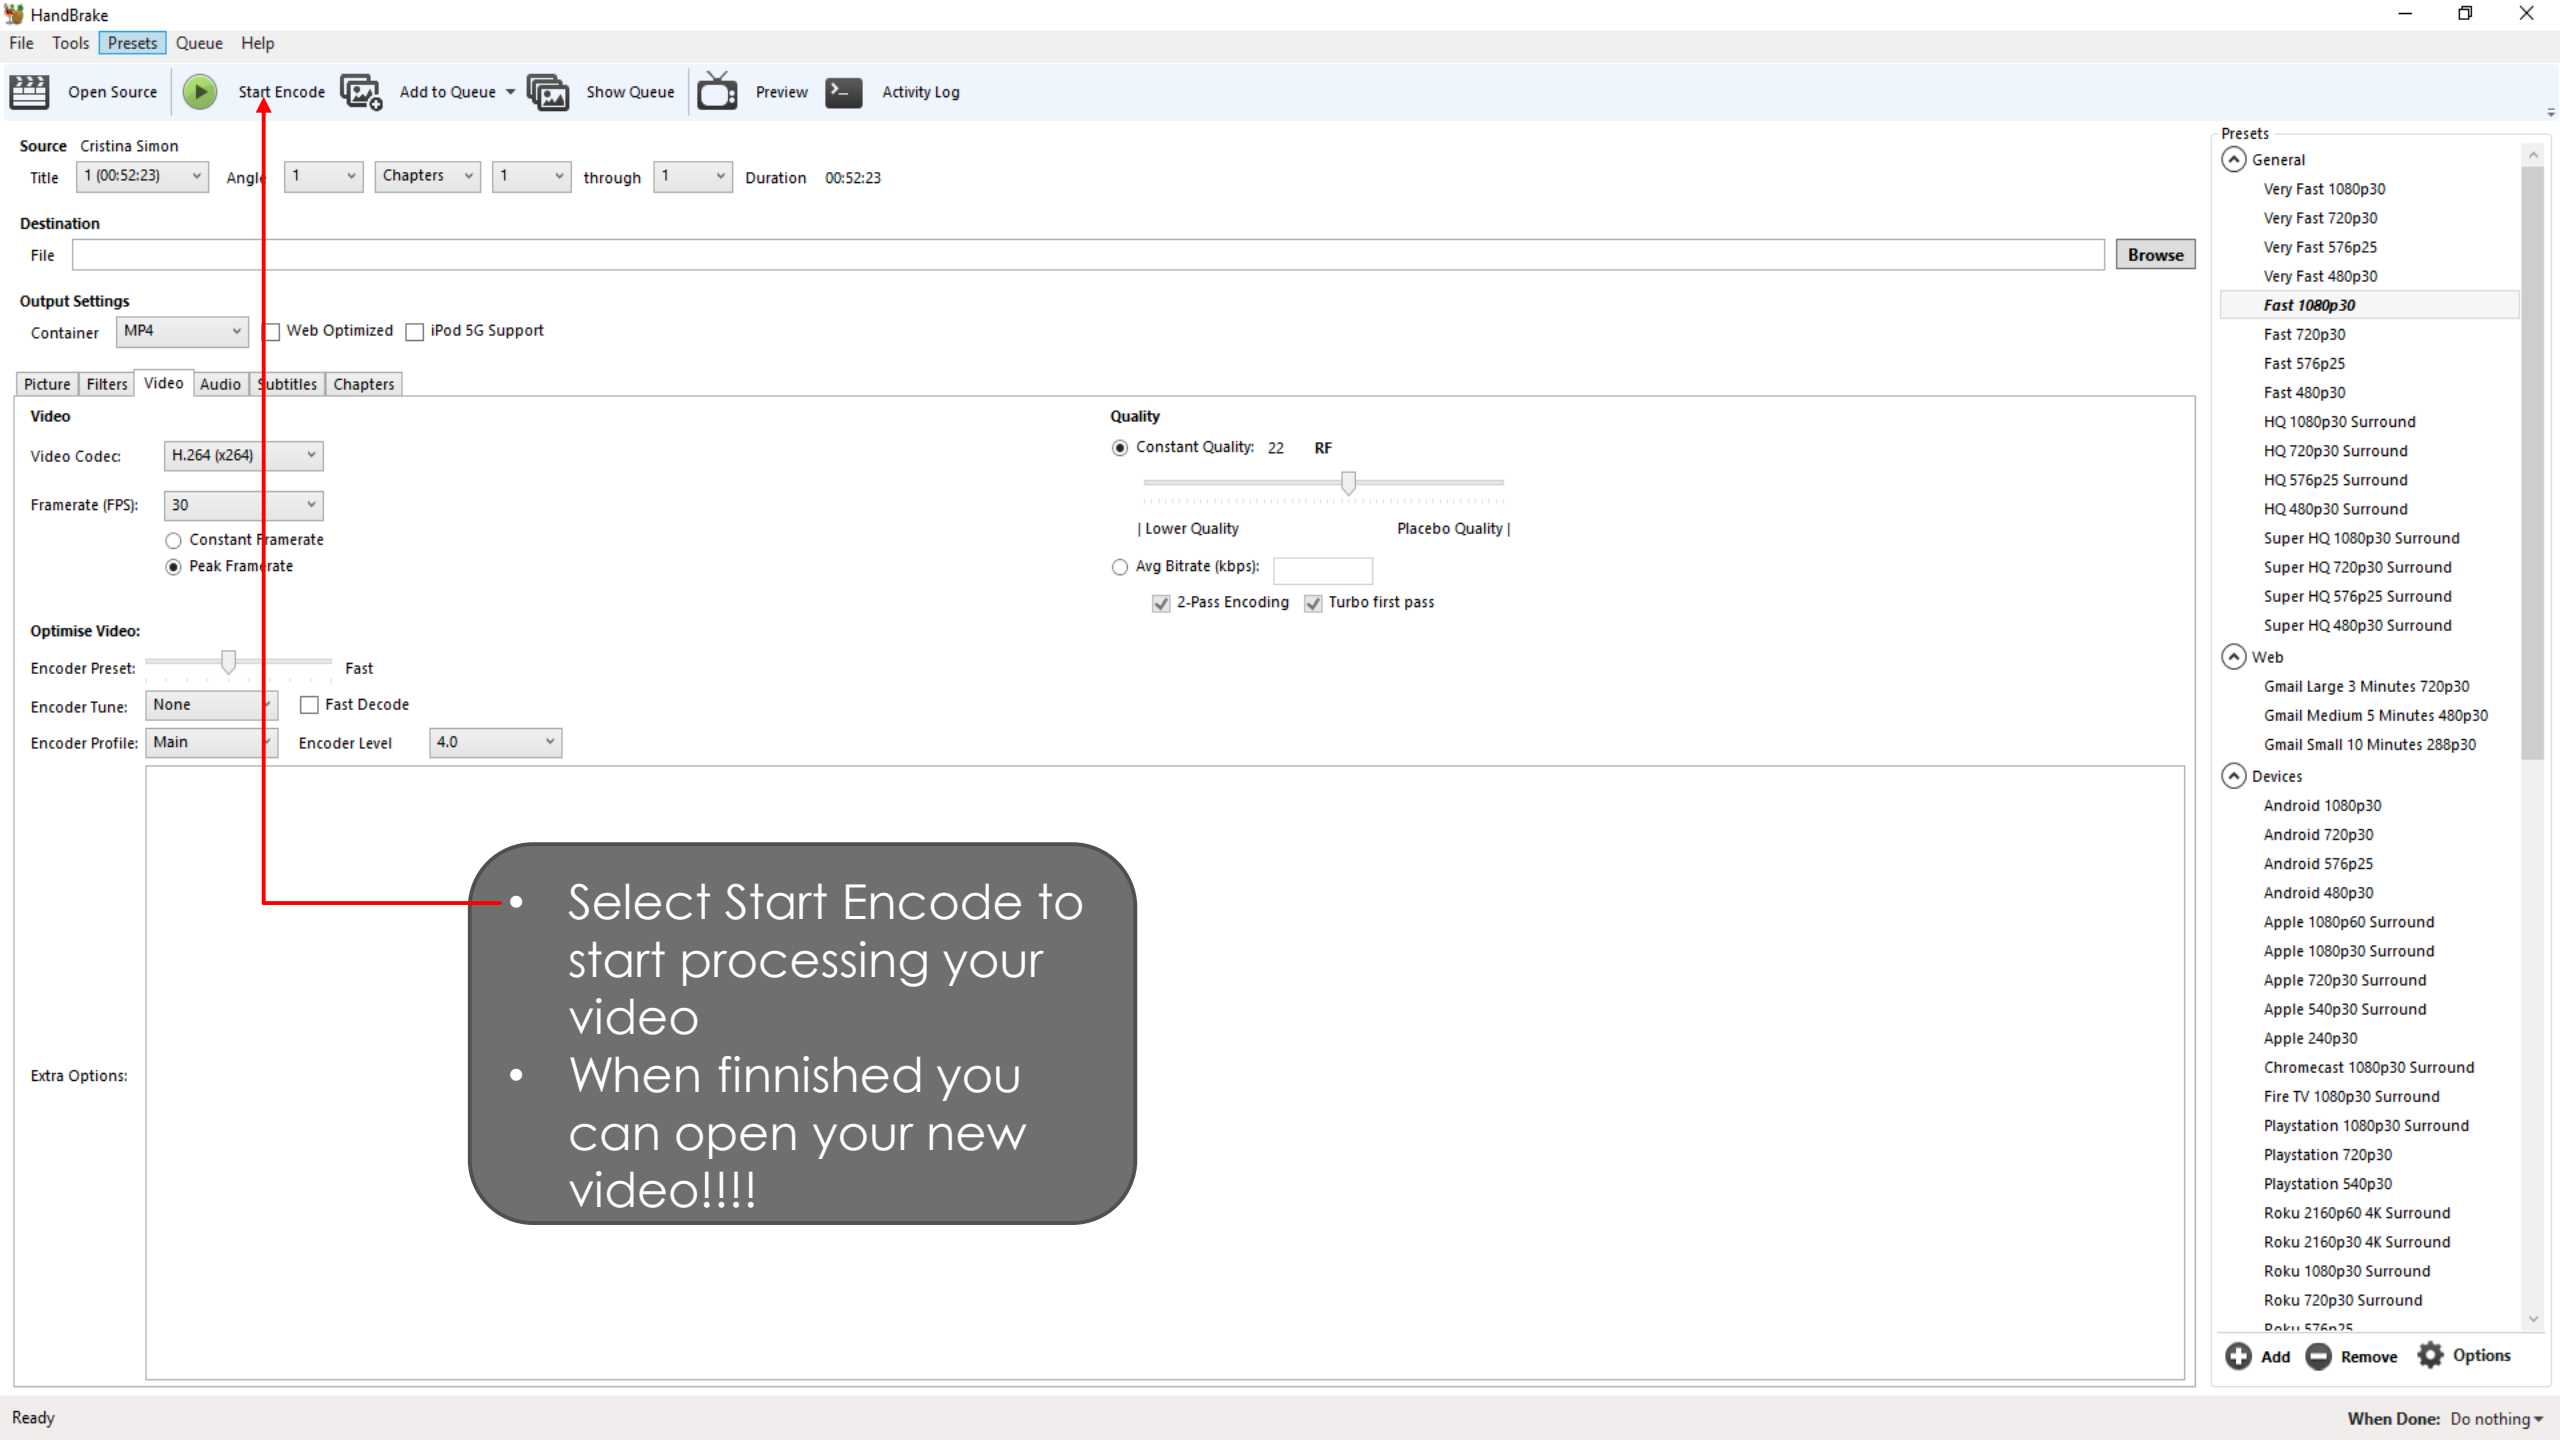 HandBrake
File Tools Presets Queue Help
Open Source Start Encode Add to Queue Show Queue Preview Activity Log
Source Cristina Simon
Title 1 (00:52:23) Angle 1 Chapters 1 through 1 Duration 00:52:23
Destination
File Browse
Output Settings
Container MP4 Web Optimized iPod 5G Support
Picture Filters Video Audio Subtitles Chapters
Video
Video Codec: H.264 (x264)
Framerate (FPS): 30
Constant Framerate
Peak Framerate
Quality
Constant Quality: 22 RF
| Lower Quality Placebo Quality |
Avg Bitrate (kbps):
2-Pass Encoding Turbo first pass
Optimise Video:
Encoder Preset: Fast
Encoder Tune: None Fast Decode
Encoder Profile: Main Encoder Level 4.0
Extra Options:
• Select Start Encode to
start processing your
video
• When finnished you
can open your new
video!!!!
Presets
General
Very Fast 1080p30
Very Fast 720p30
Very Fast 576p25
Very Fast 480p30
Fast 1080p30
Fast 720p30
Fast 576p25
Fast 480p30
HQ 1080p30 Surround
HQ 720p30 Surround
HQ 576p25 Surround
HQ 480p30 Surround
Super HQ 1080p30 Surround
Super HQ 720p30 Surround
Super HQ 576p25 Surround
Super HQ 480p30 Surround
Web
Gmail Large 3 Minutes 720p30
Gmail Medium 5 Minutes 480p30
Gmail Small 10 Minutes 288p30
Devices
Android 1080p30
Android 720p30
Android 576p25
Android 480p30
Apple 1080p60 Surround
Apple 1080p30 Surround
Apple 720p30 Surround
Apple 540p30 Surround
Apple 240p30
Chromecast 1080p30 Surround
Fire TV 1080p30 Surround
Playstation 1080p30 Surround
Playstation 720p30
Playstation 540p30
Roku 2160p60 4K Surround
Roku 2160p30 4K Surround
Roku 1080p30 Surround
Roku 720p30 Surround
Roku 576p25
Add Remove Options
Ready
When Done: Do nothing